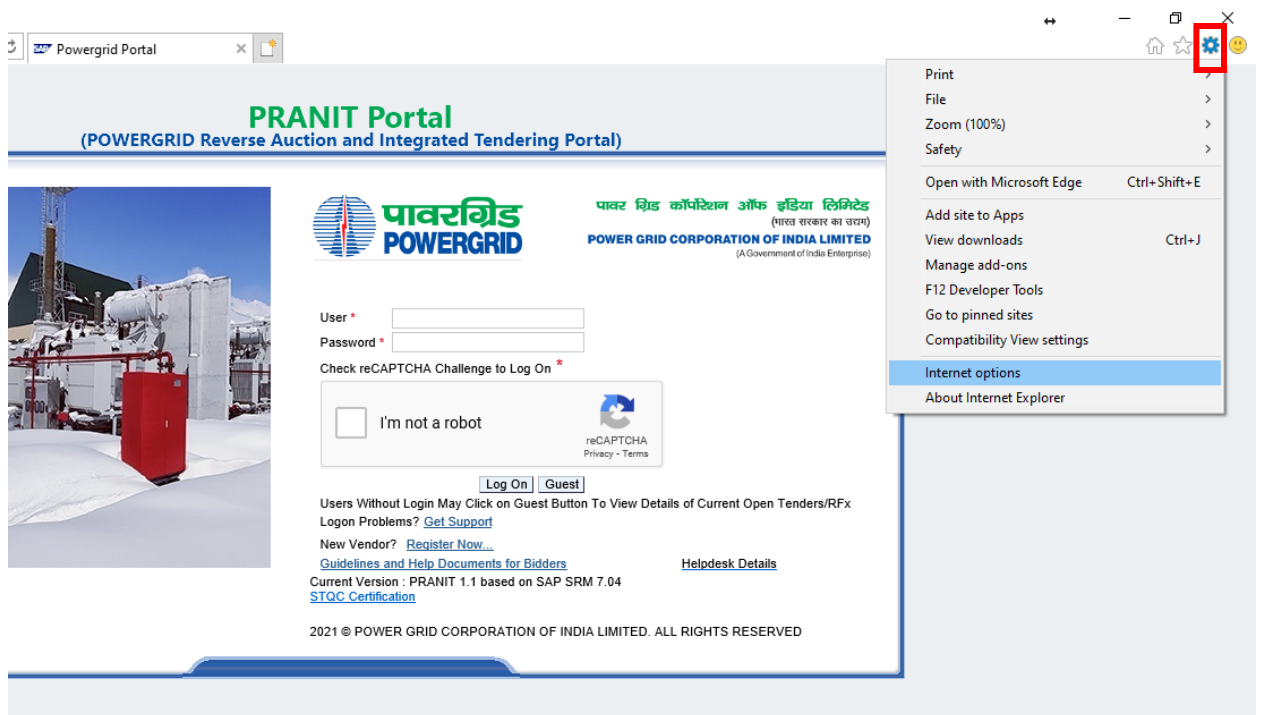 SAP Powergrid Portal
Print
File
Zoom (100%)
Safety
Open with Microsoft Edge Ctrl+Shift+E
Add site to Apps
View downloads Ctrl+J
Manage add-ons
F12 Developer Tools
Go to pinned sites
Compatibility View settings
Internet options
About Internet Explorer
PRANIT Portal
(POWERGRID Reverse Auction and Integrated Tendering Portal)
पावरग्रिड
POWERGRID
पावर ग्रिड कॉर्पोरेशन ऑफ इंडिया लिमिटेड
(भारत सरकार का उद्यम)
POWER GRID CORPORATION OF INDIA LIMITED
(A Government of India Enterprise)
User *
Password *
Check reCAPTCHA Challenge to Log On *
I'm not a robot
reCAPTCHA
Privacy - Terms
Log On Guest
Users Without Login May Click on Guest Button To View Details of Current Open Tenders/RFx
Logon Problems? Get Support
New Vendor? Register Now...
Guidelines and Help Documents for Bidders Helpdesk Details
Current Version : PRANIT 1.1 based on SAP SRM 7.04
STQC Certification
2021 © POWER GRID CORPORATION OF INDIA LIMITED. ALL RIGHTS RESERVED